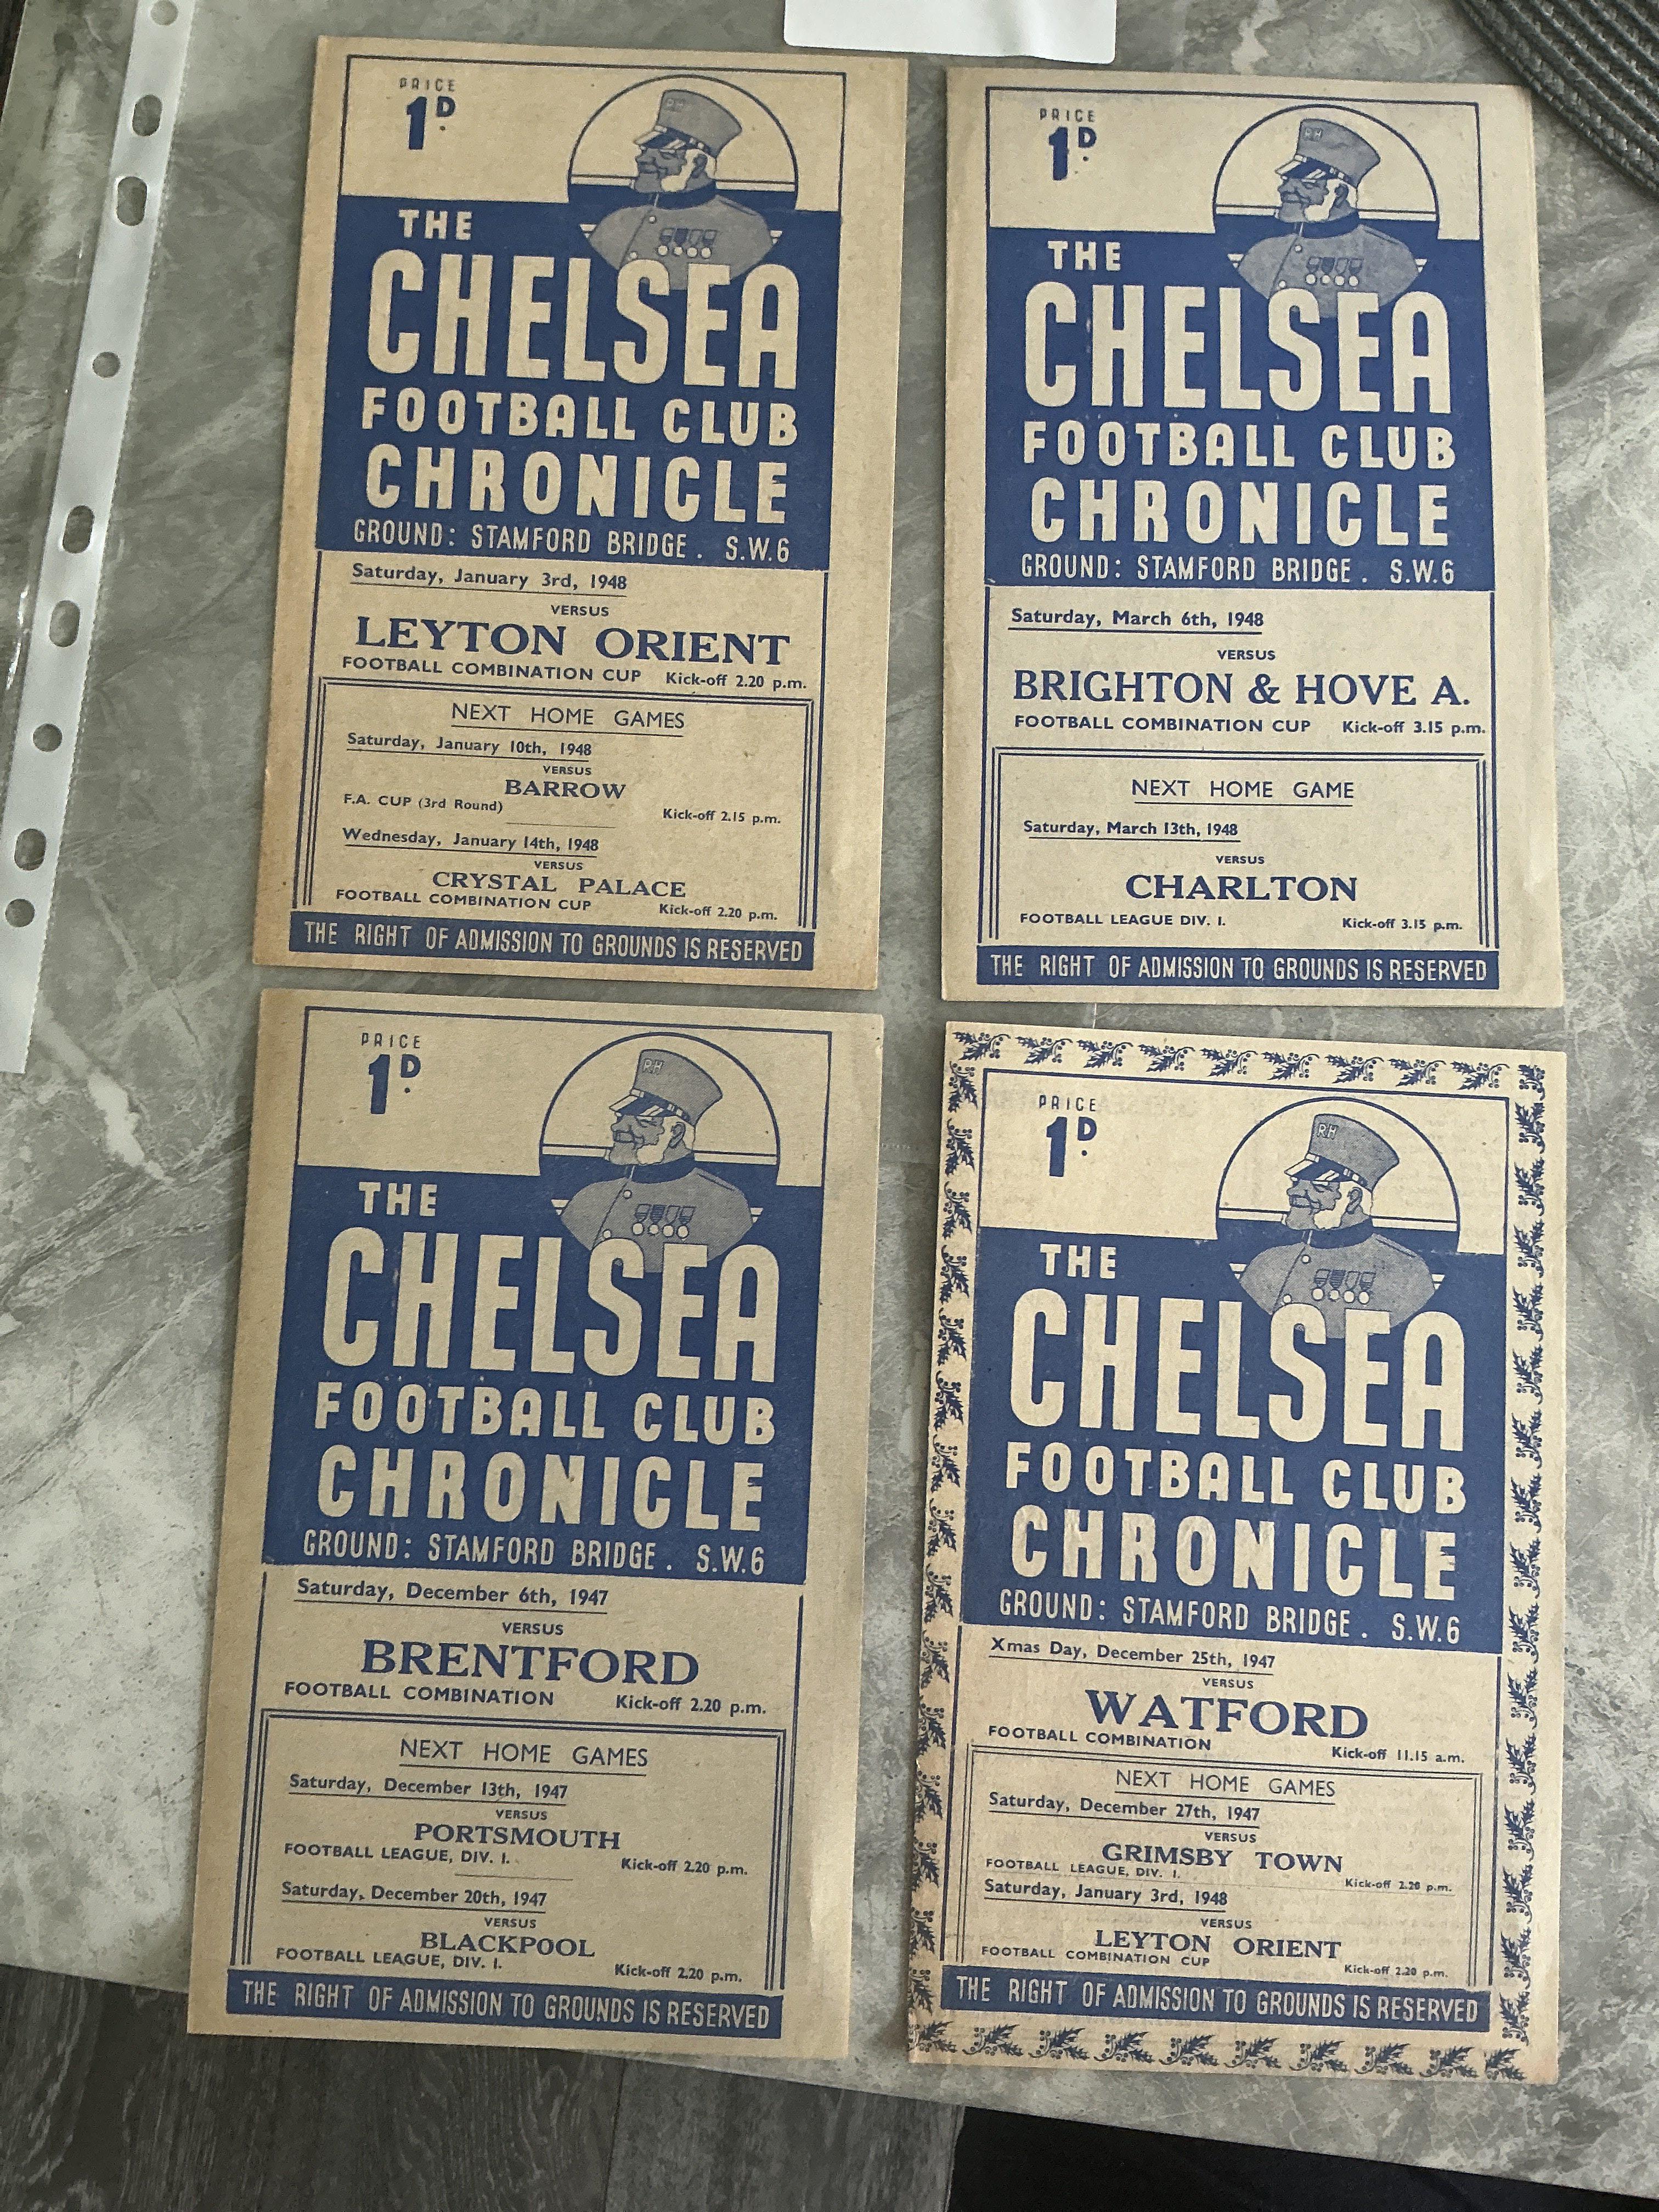 PRICE
1D.
RH
THE
CHELSEA
FOOTBALL CLUB
CHRONICLE
GROUND: STAMFORD BRIDGE. S.W.6
Saturday, January 3rd, 1948
VERSUS
LEYTON ORIENT
FOOTBALL COMBINATION CUP Kick-off 2.20 p.m.
NEXT HOME GAMES
Saturday, January 10th, 1948
VERSUS
BARROW
F.A. CUP (3rd Round) Kick-off 2.15 p.m.
Wednesday, January 14th, 1948
VERSUS
CRYSTAL PALACE
FOOTBALL COMBINATION CUP Kick-off 2.20 p.m.
THE RIGHT OF ADMISSION TO GROUNDS IS RESERVED
PRICE
1D.
RH
THE
CHELSEA
FOOTBALL CLUB
CHRONICLE
GROUND: STAMFORD BRIDGE. S.W.6
Saturday, March 6th, 1948
VERSUS
BRIGHTON & HOVE A.
FOOTBALL COMBINATION CUP Kick-off 3.15 p.m.
NEXT HOME GAME
Saturday, March 13th, 1948
VERSUS
CHARLTON
FOOTBALL LEAGUE DIV. I. Kick-off 3.15 p.m.
THE RIGHT OF ADMISSION TO GROUNDS IS RESERVED
PRICE
1D.
RH
THE
CHELSEA
FOOTBALL CLUB
CHRONICLE
GROUND: STAMFORD BRIDGE. S.W.6
Saturday, December 6th, 1947
VERSUS
BRENTFORD
FOOTBALL COMBINATION Kick-off 2.20 p.m.
NEXT HOME GAMES
Saturday, December 13th, 1947
VERSUS
PORTSMOUTH
FOOTBALL LEAGUE, DIV. I. Kick-off 2.20 p.m.
Saturday, December 20th, 1947
VERSUS
BLACKPOOL
FOOTBALL LEAGUE, DIV. I. Kick-off 2.20 p.m.
THE RIGHT OF ADMISSION TO GROUNDS IS RESERVED
PRICE
1D.
RH
THE
CHELSEA
FOOTBALL CLUB
CHRONICLE
GROUND: STAMFORD BRIDGE. S.W.6
Xmas Day, December 25th, 1947
VERSUS
WATFORD
FOOTBALL COMBINATION Kick-off 11.15 a.m.
NEXT HOME GAMES
Saturday, December 27th, 1947
VERSUS
GRIMSBY TOWN
FOOTBALL LEAGUE, DIV. I. Kick-off 2.20 p.m.
Saturday, January 3rd, 1948
VERSUS
LEYTON ORIENT
FOOTBALL COMBINATION CUP Kick-off 2.20 p.m.
THE RIGHT OF ADMISSION TO GROUNDS IS RESERVED